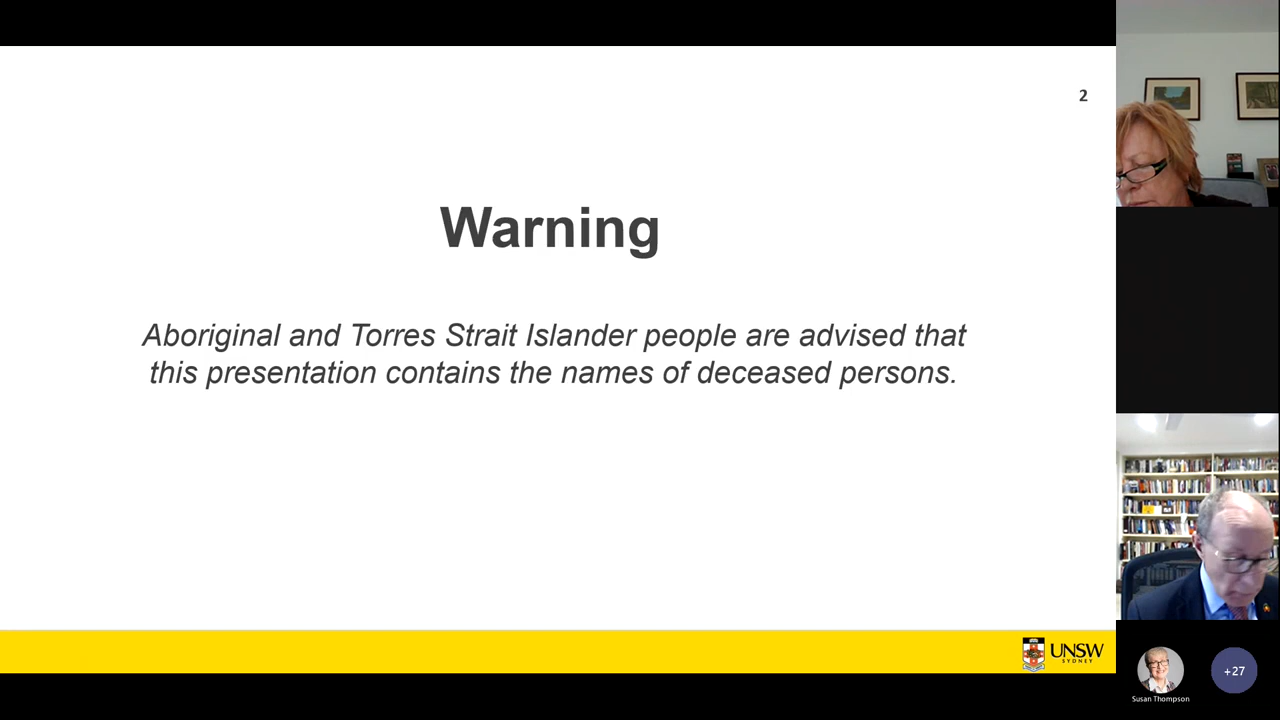 2
Warning
Aboriginal and Torres Strait Islander people are advised that
this presentation contains the names of deceased persons.
UNSW
SYDNEY
Susan Thompson
+27